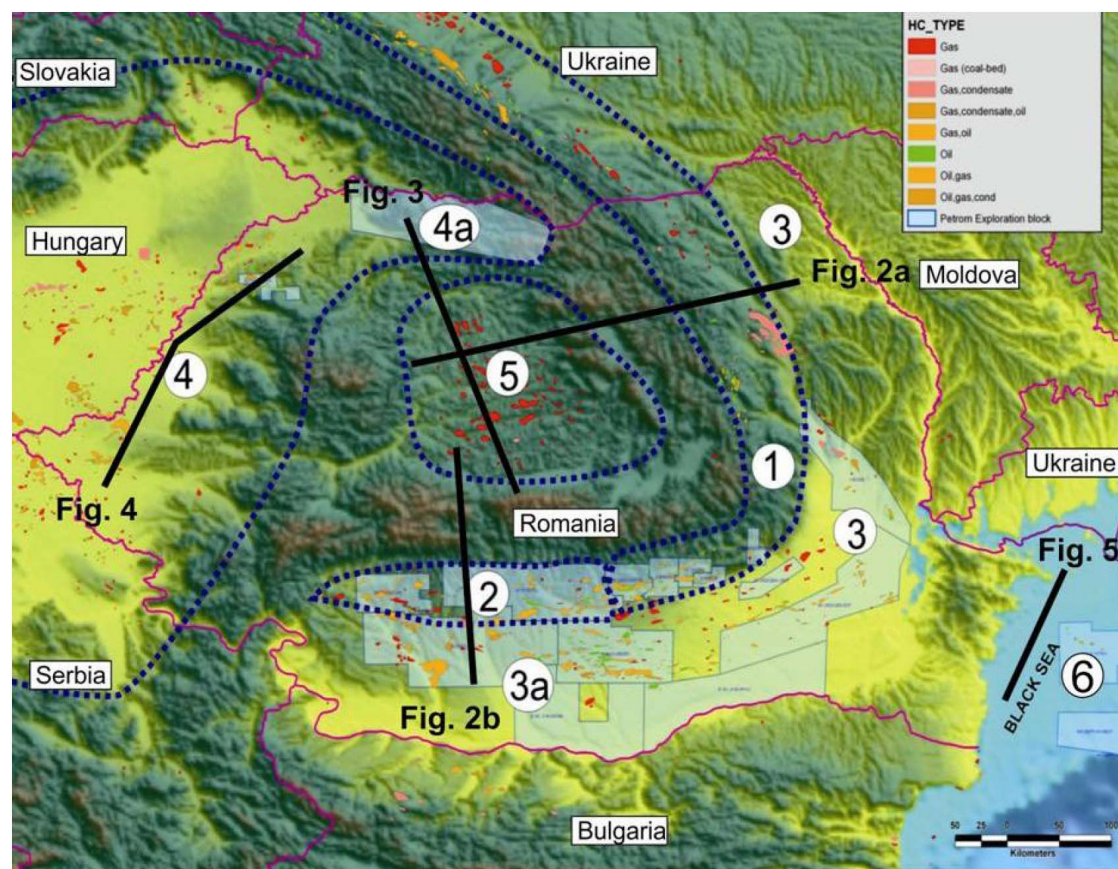 HC_TYPE
Gas
Gas (coal-bed)
Gas,condensate
Gas,condensate,oil
Gas,oil
Oil
Oil,gas
Oil,gas,cond
Petrom Exploration block
Slovakia
Ukraine
Fig. 3
4a
3
Hungary
Fig. 2a
Moldova
4
5
Fig. 4
1
Ukraine
Romania
3
Fig. 5
2
Serbia
3a
BLACK SEA
6
Fig. 2b
Bulgaria
50 25 0 50 100
Kilometers